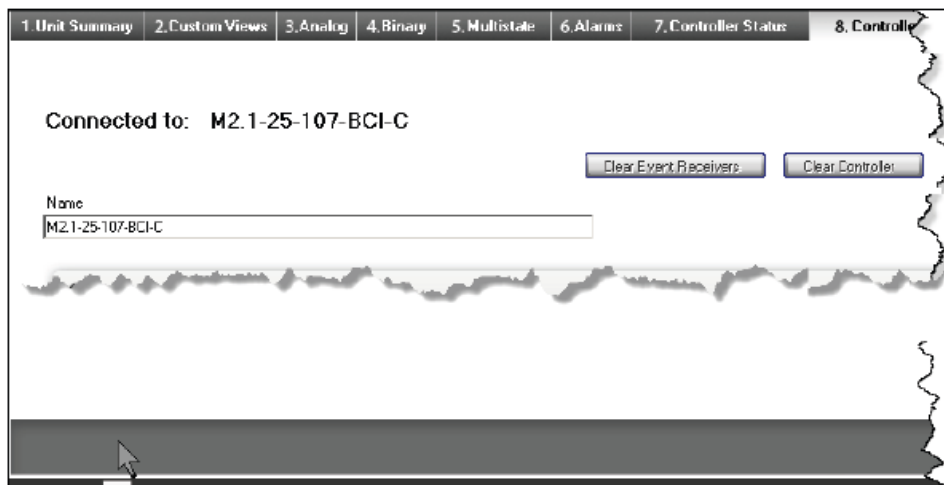 1.Unit Summary 2.Custom Views 3.Analog 4.Binary 5.Multistate 6.Alarms 7.Controller Status 8.
Connected to: M2.1-25-107-BCI-C
Clear Event Receivers Clear Controller
Name
M2.1-25-107-BCI-C